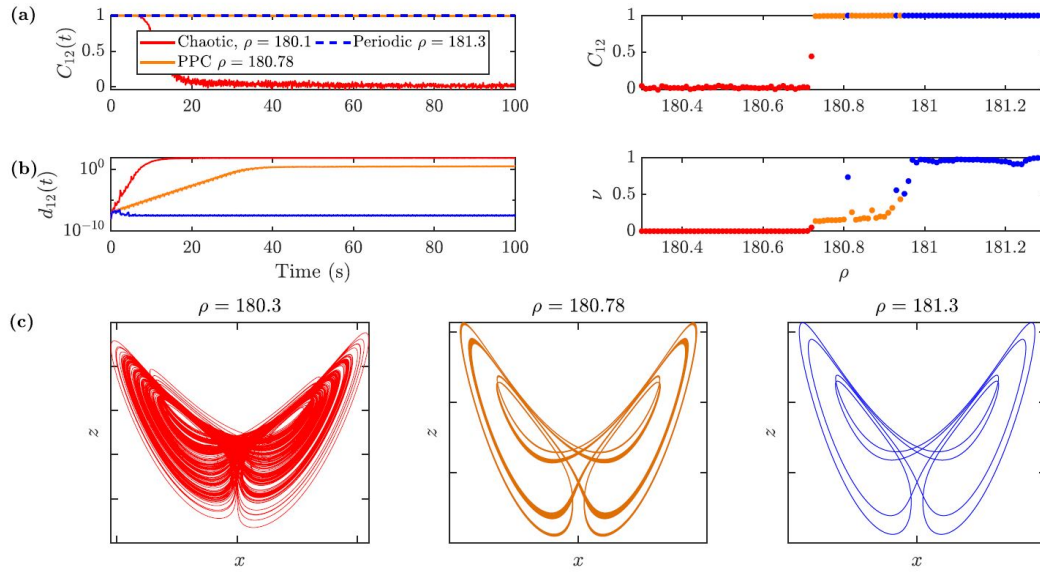 (a)
C₁₂(t)
1
0.5
0
Chaotic, ρ = 180.1
Periodic ρ = 181.3
PPC ρ = 180.78
0 20 40 60 80 100
C₁₂
1
0.5
0
180.4 180.6 180.8 181 181.2
(b)
d₁₂(t)
10⁰
10⁻¹⁰
0 20 40 60 80 100
Time (s)
ν
1
0.5
0
180.4 180.6 180.8 181 181.2
ρ
(c)
ρ = 180.3
z
x
ρ = 180.78
z
x
ρ = 181.3
z
x